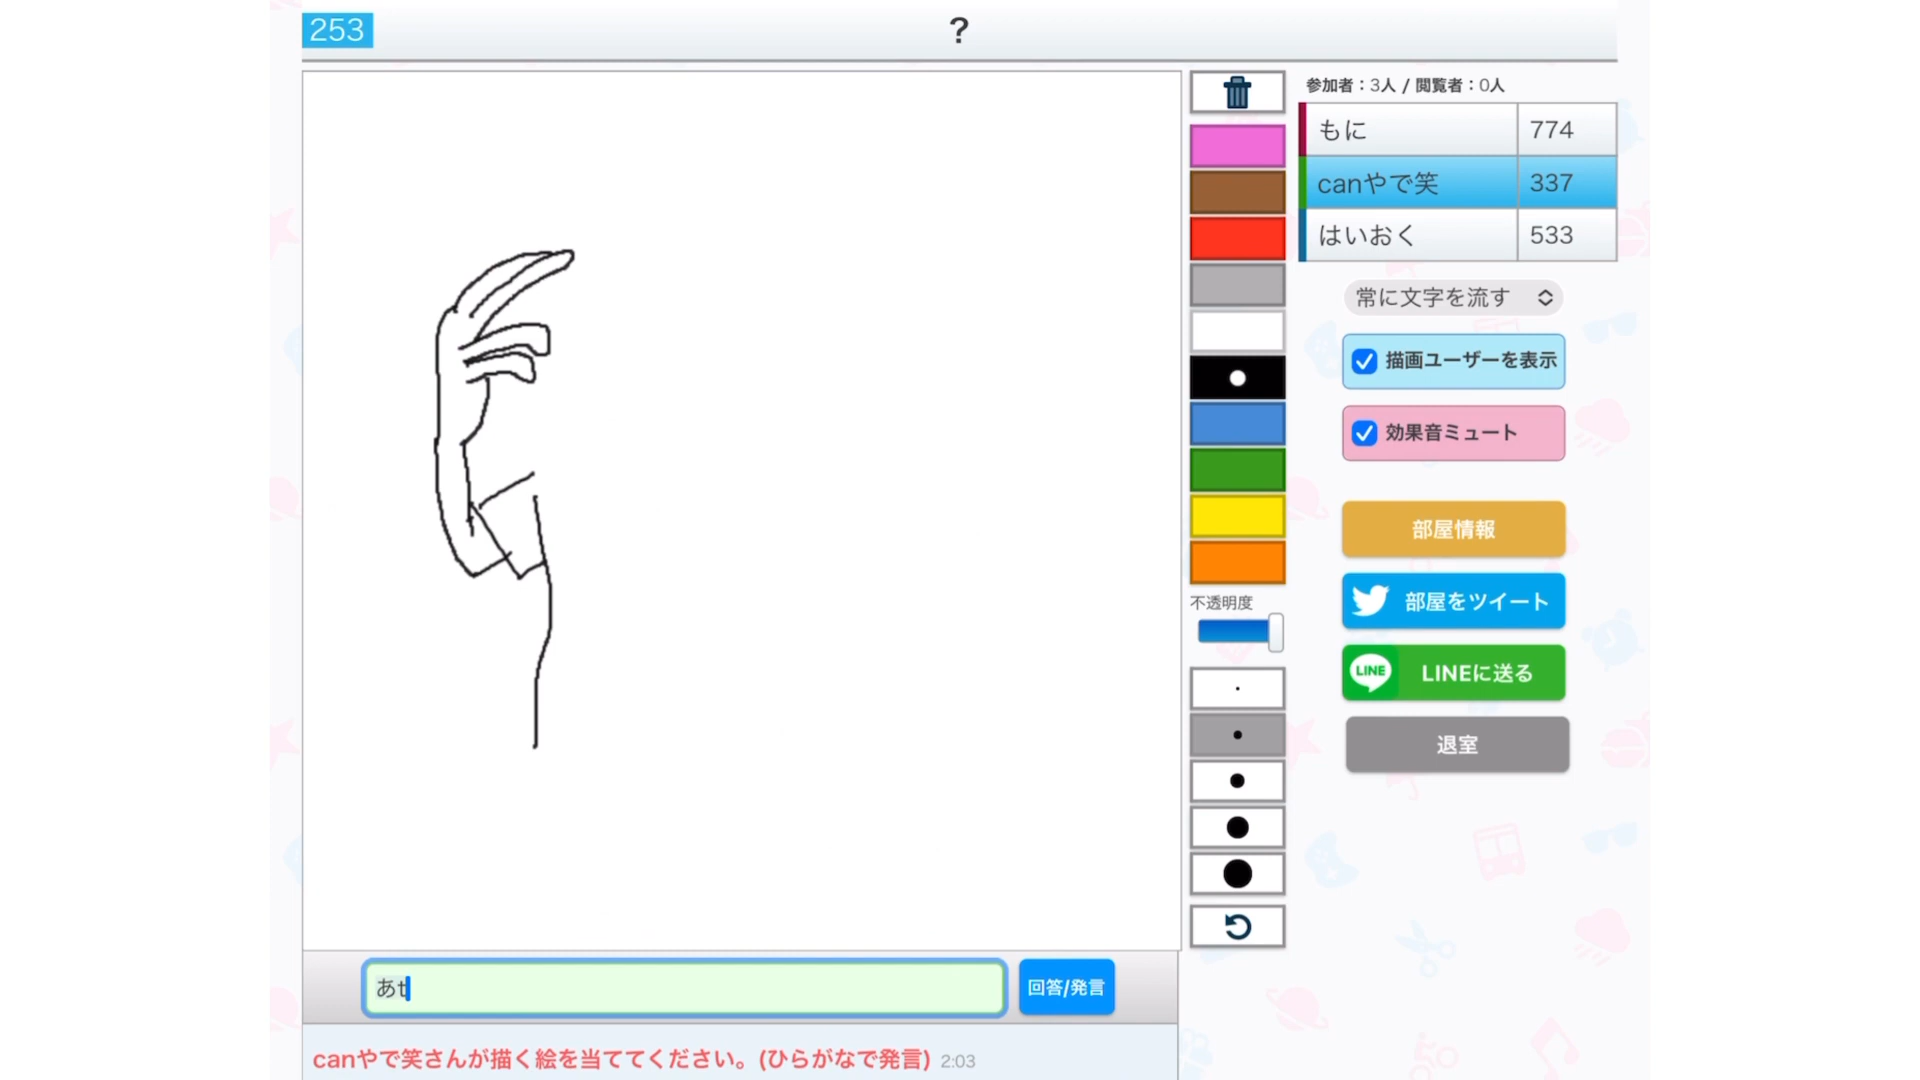 253
?
参加者：3人 / 閲覧者：0人
もに 774
canやで笑 337
はいおく 533
常に文字を流す
描画ユーザーを表示
効果音ミュート
部屋情報
部屋をツイート
LINE LINEに送る
退室
不透明度
あt
回答/発言
canやで笑さんが描く絵を当ててください。(ひらがなで発言) 2:03